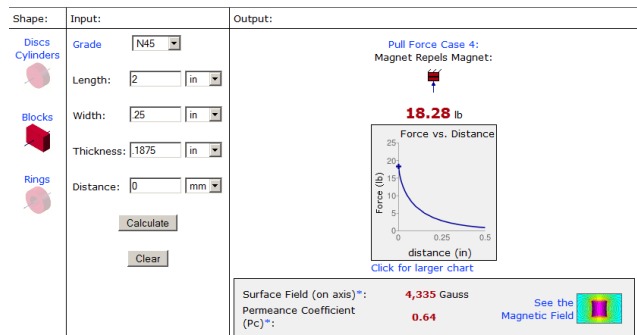 Shape: Input: Output:
Discs
Cylinders
Blocks
Rings
Grade N45
Length: 2 in
Width: .25 in
Thickness: .1875 in
Distance: 0 mm
Calculate
Clear
Pull Force Case 4:
Magnet Repels Magnet:
18.28 lb
Force vs. Distance
25
20
15
10
5
0
Force (lb)
0 0.25 0.5
distance (in)
Click for larger chart
Surface Field (on axis)*: 4,335 Gauss
Permeance Coefficient
(Pc)*: 0.64
See the
Magnetic Field